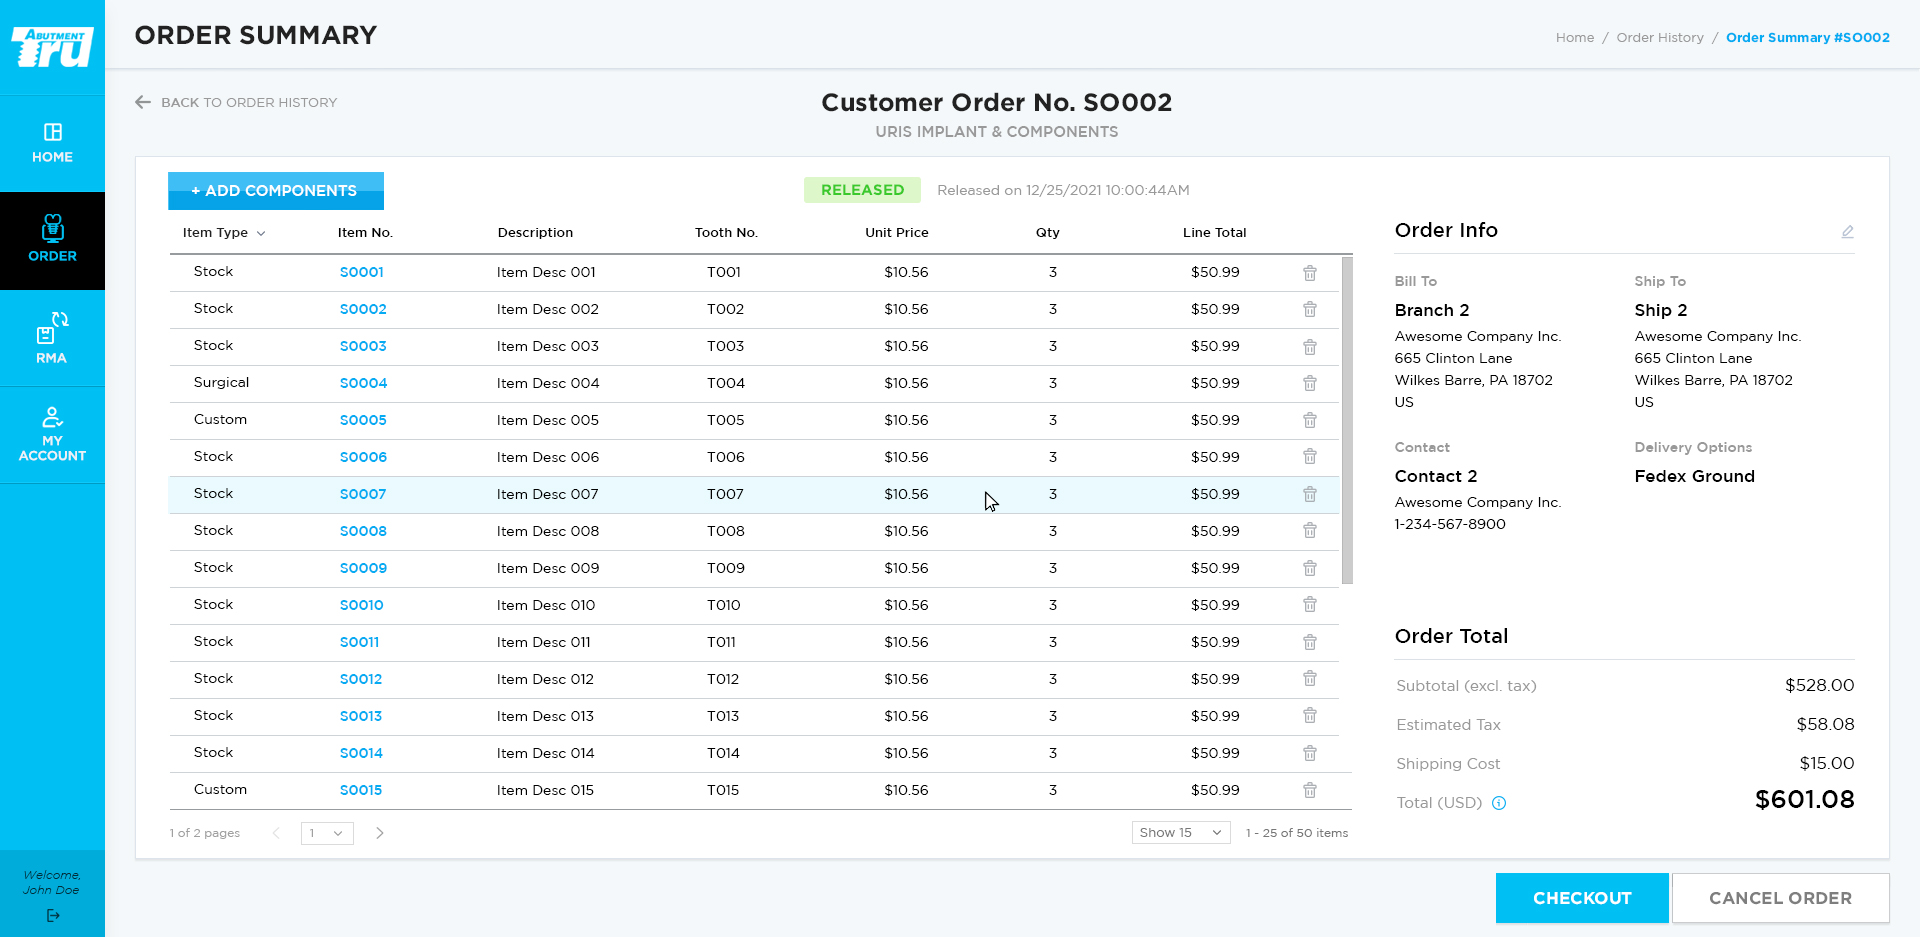 ABUTMENT
Tru
ORDER SUMMARY
Home / Order History / Order Summary #SO002
HOME
ORDER
RMA
MY
ACCOUNT
Welcome,
John Doe
BACK TO ORDER HISTORY
Customer Order No. SO002
URIS IMPLANT & COMPONENTS
+ ADD COMPONENTS
RELEASED Released on 12/25/2021 10:00:44AM
Item Type Item No. Description Tooth No. Unit Price Qty Line Total
Stock S0001 Item Desc 001 T001 $10.56 3 $50.99
Stock S0002 Item Desc 002 T002 $10.56 3 $50.99
Stock S0003 Item Desc 003 T003 $10.56 3 $50.99
Surgical S0004 Item Desc 004 T004 $10.56 3 $50.99
Custom S0005 Item Desc 005 T005 $10.56 3 $50.99
Stock S0006 Item Desc 006 T006 $10.56 3 $50.99
Stock S0007 Item Desc 007 T007 $10.56 3 $50.99
Stock S0008 Item Desc 008 T008 $10.56 3 $50.99
Stock S0009 Item Desc 009 T009 $10.56 3 $50.99
Stock S0010 Item Desc 010 T010 $10.56 3 $50.99
Stock S0011 Item Desc 011 T011 $10.56 3 $50.99
Stock S0012 Item Desc 012 T012 $10.56 3 $50.99
Stock S0013 Item Desc 013 T013 $10.56 3 $50.99
Stock S0014 Item Desc 014 T014 $10.56 3 $50.99
Custom S0015 Item Desc 015 T015 $10.56 3 $50.99
1 of 2 pages 1 Show 15 1 - 25 of 50 items
Order Info
Bill To
Branch 2
Awesome Company Inc.
665 Clinton Lane
Wilkes Barre, PA 18702
US
Ship To
Ship 2
Awesome Company Inc.
665 Clinton Lane
Wilkes Barre, PA 18702
US
Contact
Contact 2
Awesome Company Inc.
1-234-567-8900
Delivery Options
Fedex Ground
Order Total
Subtotal (excl. tax) $528.00
Estimated Tax $58.08
Shipping Cost $15.00
Total (USD) $601.08
CHECKOUT
CANCEL ORDER